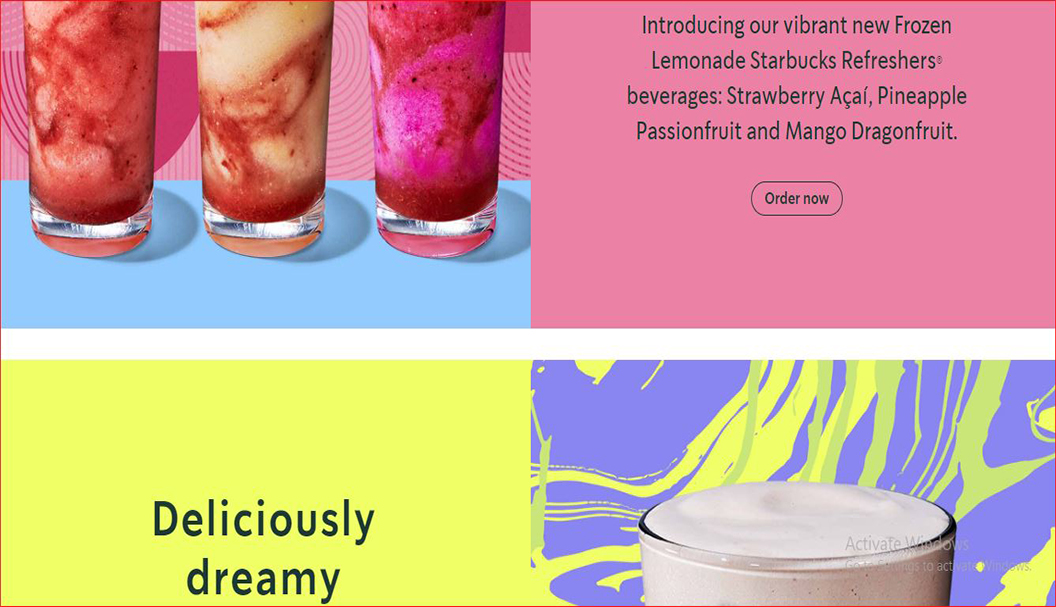 Introducing our vibrant new Frozen
Lemonade Starbucks Refreshers®
beverages: Strawberry Açaí, Pineapple
Passionfruit and Mango Dragonfruit.
Order now
Deliciously
dreamy
Activate Windows
Go to Settings to activate Windows.